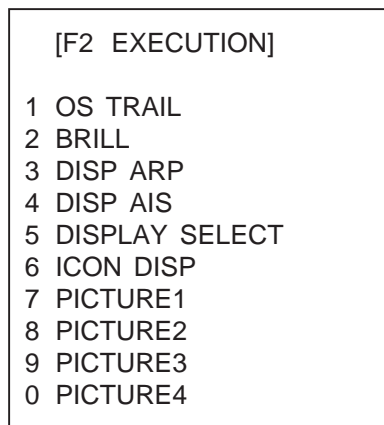 [F2 EXECUTION]
1 OS TRAIL
2 BRILL
3 DISP ARP
4 DISP AIS
5 DISPLAY SELECT
6 ICON DISP
7 PICTURE1
8 PICTURE2
9 PICTURE3
0 PICTURE4